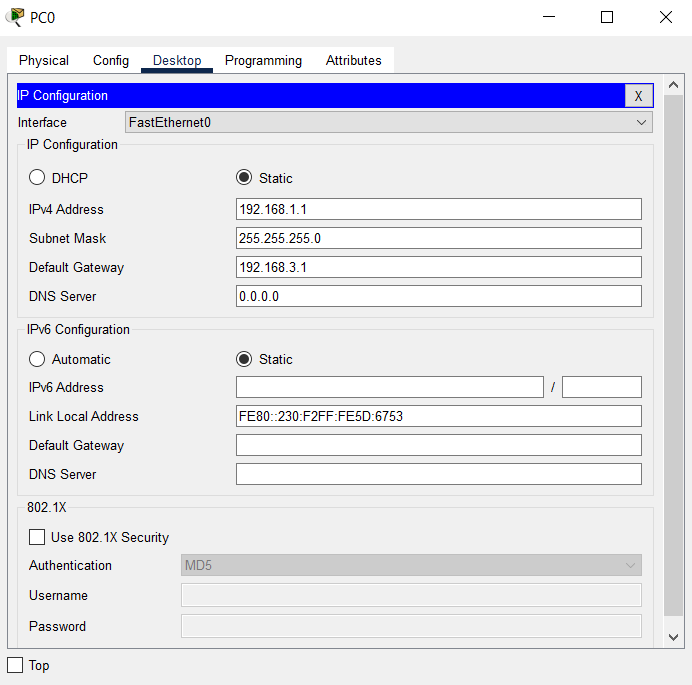 PC0
Physical Config Desktop Programming Attributes
IP Configuration X
Interface FastEthernet0
IP Configuration
DHCP Static
IPv4 Address 192.168.1.1
Subnet Mask 255.255.255.0
Default Gateway 192.168.3.1
DNS Server 0.0.0.0
IPv6 Configuration
Automatic Static
IPv6 Address /
Link Local Address FE80::230:F2FF:FE5D:6753
Default Gateway
DNS Server
802.1X
Use 802.1X Security
Authentication MD5
Username
Password
Top